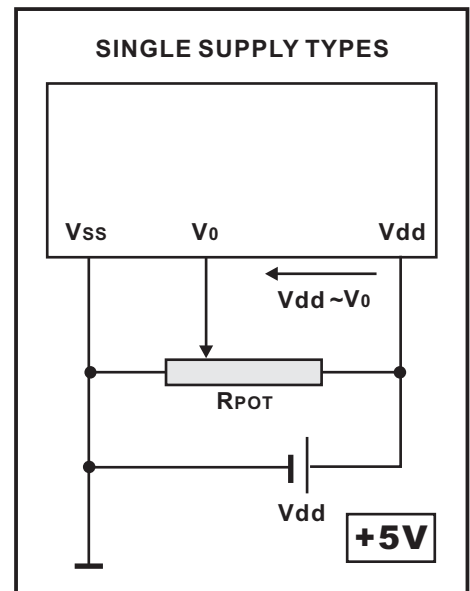 SINGLE SUPPLY TYPES
Vss V0 Vdd
Vdd ~V0
RPOT
Vdd
+5V